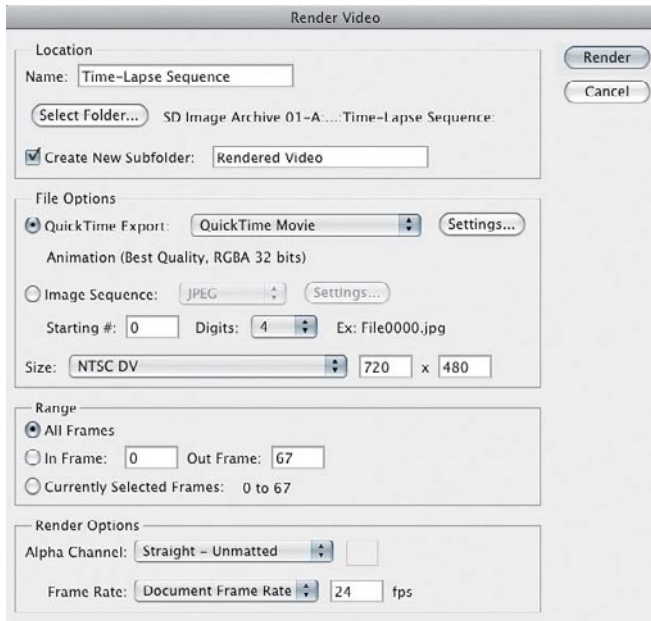 Render Video
Location
Render
Name: Time-Lapse Sequence
Cancel
Select Folder... SD Image Archive 01-A:...:Time-Lapse Sequence:
Create New Subfolder: Rendered Video
File Options
QuickTime Export: QuickTime Movie Settings...
Animation (Best Quality, RGBA 32 bits)
Image Sequence: JPEG Settings...
Starting #: 0 Digits: 4 Ex: File0000.jpg
Size: NTSC DV 720 x 480
Range
All Frames
In Frame: 0 Out Frame: 67
Currently Selected Frames: 0 to 67
Render Options
Alpha Channel: Straight - Unmatted
Frame Rate: Document Frame Rate 24 fps